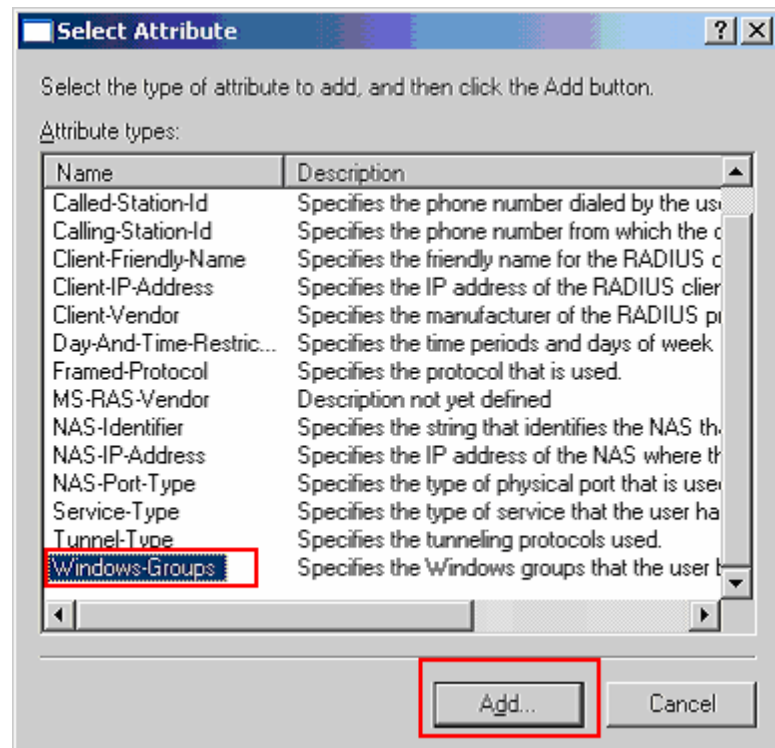 Select Attribute
Select the type of attribute to add, and then click the Add button.
Attribute types:
Name Description
Called-Station-Id Specifies the phone number dialed by the
Calling-Station-Id Specifies the phone number from which the
Client-Friendly-Name Specifies the friendly name for the RADIUS
Client-IP-Address Specifies the IP address of the RADIUS
Client-Vendor Specifies the manufacturer of the RADIUS
Day-And-Time-Restric... Specifies the time periods and days of week
Framed-Protocol Specifies the protocol that is used.
MS-RAS-Vendor Description not yet defined
NAS-Identifier Specifies the string that identifies the NAS
NAS-IP-Address Specifies the IP address of the NAS where
NAS-Port-Type Specifies the type of physical port that is
Service-Type Specifies the type of service that the user
Tunnel-Type Specifies the tunneling protocols used.
Windows-Groups Specifies the Windows groups that the user
Add... Cancel